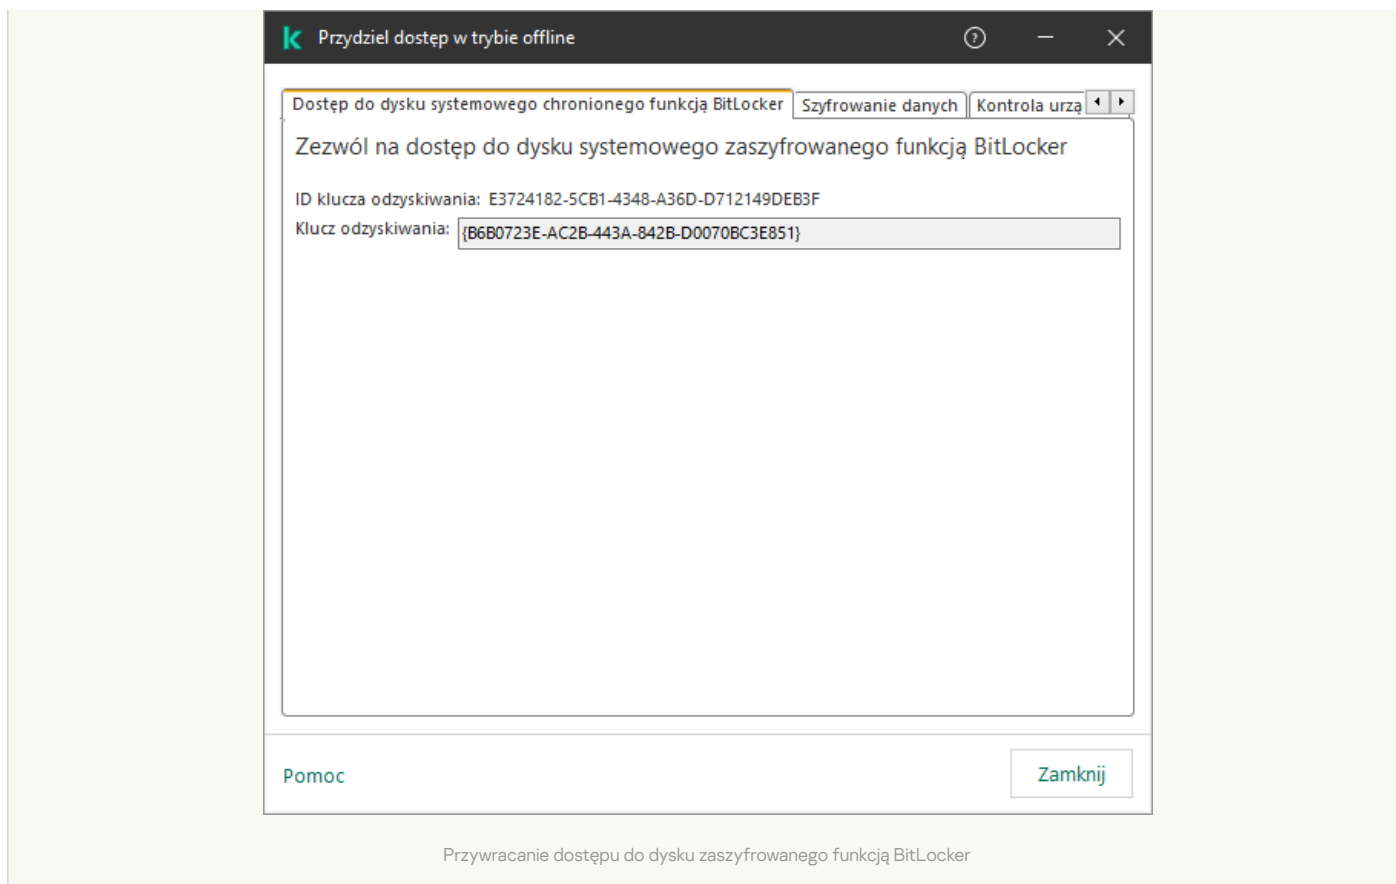 Przydziel dostęp w trybie offline
Dostęp do dysku systemowego chronionego funkcją BitLocker Szyfrowanie danych Kontrola urzą
Zezwól na dostęp do dysku systemowego zaszyfrowanego funkcją BitLocker
ID klucza odzyskiwania: E3724182-5CB1-4348-A36D-D712149DEB3F
Klucz odzyskiwania: {B6B0723E-AC2B-443A-842B-D0070BC3E851}
Pomoc Zamknij
Przywracanie dostępu do dysku zaszyfrowanego funkcją BitLocker